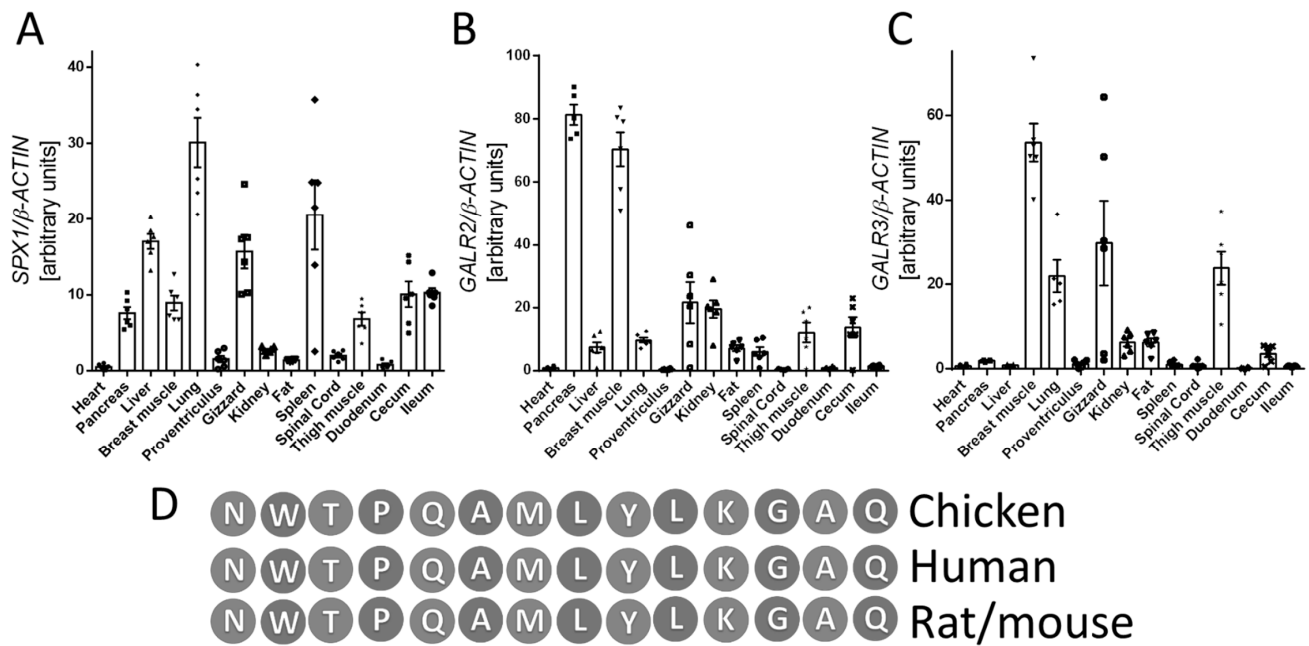 A
B
C
SPX1/β-ACTIN
[arbitrary units]
40
30
20
10
0
Heart
Pancreas
Liver
Breast muscle
Lung
Proventriculus
Gizzard
Kidney
Fat
Spleen
Spinal Cord
Thigh muscle
Duodenum
Cecum
Ileum
GALR2/β-ACTIN
[arbitrary units]
100
80
60
40
20
0
Heart
Pancreas
Liver
Breast muscle
Lung
Proventriculus
Gizzard
Kidney
Fat
Spleen
Spinal Cord
Thigh muscle
Duodenum
Cecum
Ileum
GALR3/β-ACTIN
[arbitrary units]
60
40
20
0
Heart
Pancreas
Liver
Breast muscle
Lung
Proventriculus
Gizzard
Kidney
Fat
Spleen
Spinal Cord
Thigh muscle
Duodenum
Cecum
Ileum
D
N W T P Q A M L Y L K G A Q Chicken
N W T P Q A M L Y L K G A Q Human
N W T P Q A M L Y L K G A Q Rat/mouse